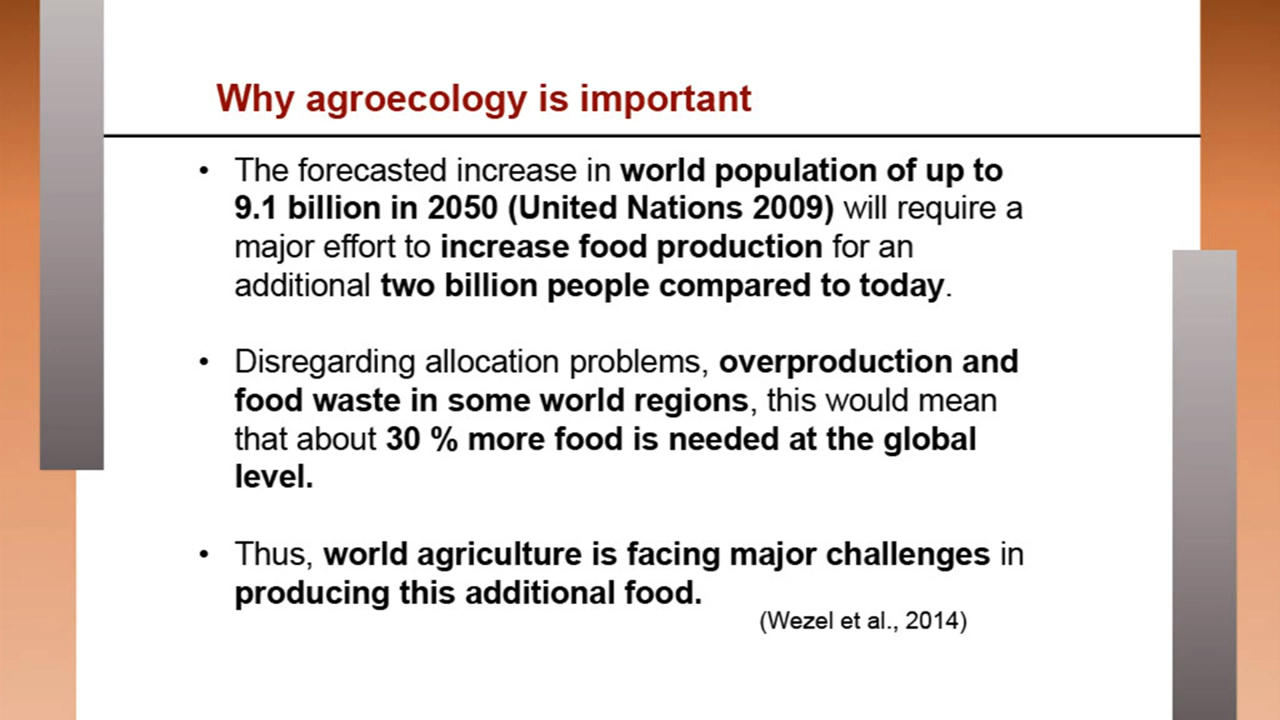 Why agroecology is important
• The forecasted increase in world population of up to
9.1 billion in 2050 (United Nations 2009) will require a
major effort to increase food production for an
additional two billion people compared to today.
• Disregarding allocation problems, overproduction and
food waste in some world regions, this would mean
that about 30 % more food is needed at the global
level.
• Thus, world agriculture is facing major challenges in
producing this additional food.
(Wezel et al., 2014)